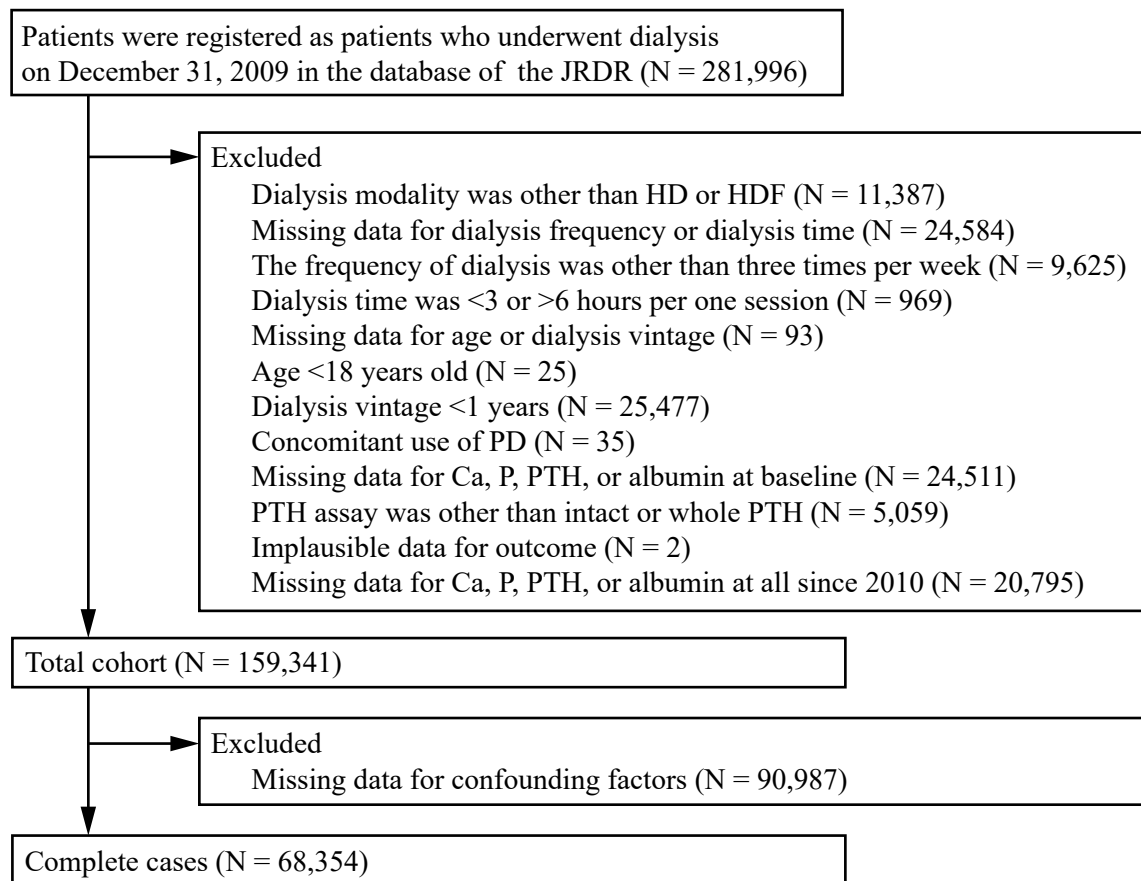 Patients were registered as patients who underwent dialysis
on December 31, 2009 in the database of the JRDR (N = 281,996)
Excluded
Dialysis modality was other than HD or HDF (N = 11,387)
Missing data for dialysis frequency or dialysis time (N = 24,584)
The frequency of dialysis was other than three times per week (N = 9,625)
Dialysis time was <3 or >6 hours per one session (N = 969)
Missing data for age or dialysis vintage (N = 93)
Age <18 years old (N = 25)
Dialysis vintage <1 years (N = 25,477)
Concomitant use of PD (N = 35)
Missing data for Ca, P, PTH, or albumin at baseline (N = 24,511)
PTH assay was other than intact or whole PTH (N = 5,059)
Implausible data for outcome (N = 2)
Missing data for Ca, P, PTH, or albumin at all since 2010 (N = 20,795)
Total cohort (N = 159,341)
Excluded
Missing data for confounding factors (N = 90,987)
Complete cases (N = 68,354)